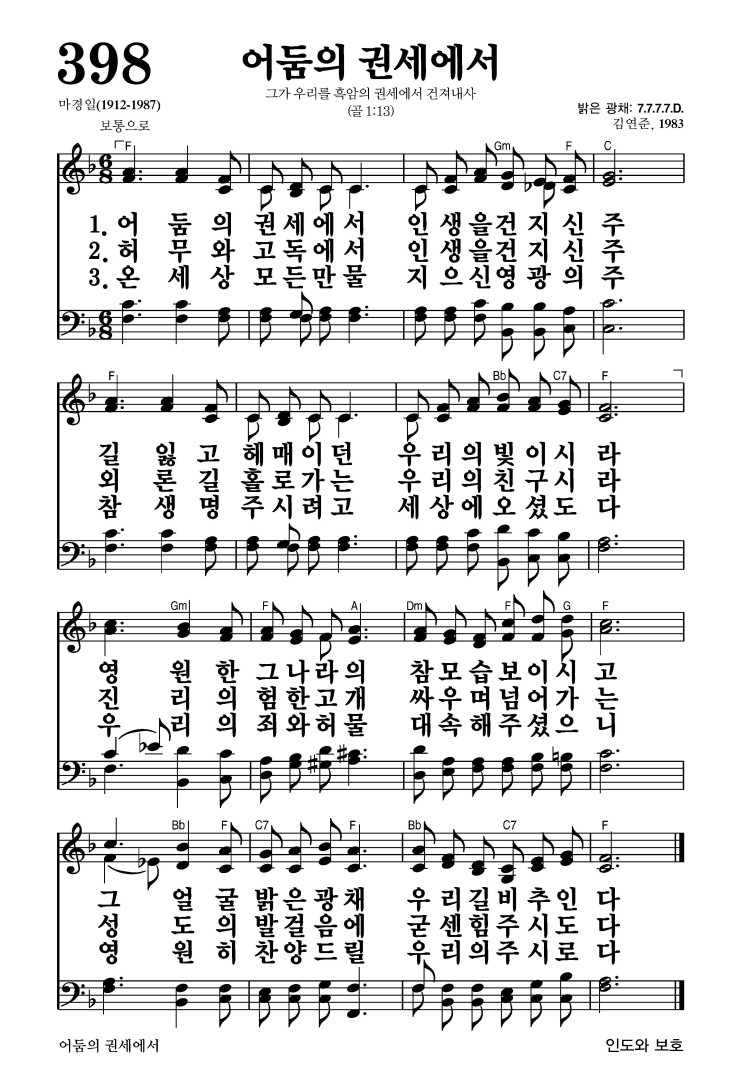 398
어둠의 권세에서
그가 우리를 흑암의 권세에서 건져내사
(골 1:13)
마경일(1912-1987)
보통으로
밝은 광채: 7.7.7.7.D.
김연준, 1983
F Gm F C
1. 어 둠 의 권 세 에 서 인 생 을 건 지 신 주
2. 허 무 와 고 독 에 서 인 생 을 건 지 신 주
3. 온 세 상 모 든 만 물 지 으 신 영 광 의 주
F Bb C7 F
길 잃 고 헤 매 이 던 우 리 의 빛 이 시 라
외 론 길 홀 로 가 는 우 리 의 친 구 시 라
참 생 명 주 시 려 고 세 상 에 오 셨 도 다
Gm F A Dm F G F
영 원 한 그 나 라 의 참 모 습 보 이 시 고
진 리 의 험 한 고 개 싸 우 며 넘 어 가 는
우 리 의 죄 와 허 물 대 속 해 주 셨 으 니
Bb F C7 F Bb C7 F
그 얼 굴 밝 은 광 채 우 리 길 비 추 인 다
성 도 의 발 걸 음 에 굳 센 힘 주 시 도 다
영 원 히 찬 양 드 릴 우 리 의 주 시 로 다
어둠의 권세에서
인도와 보호